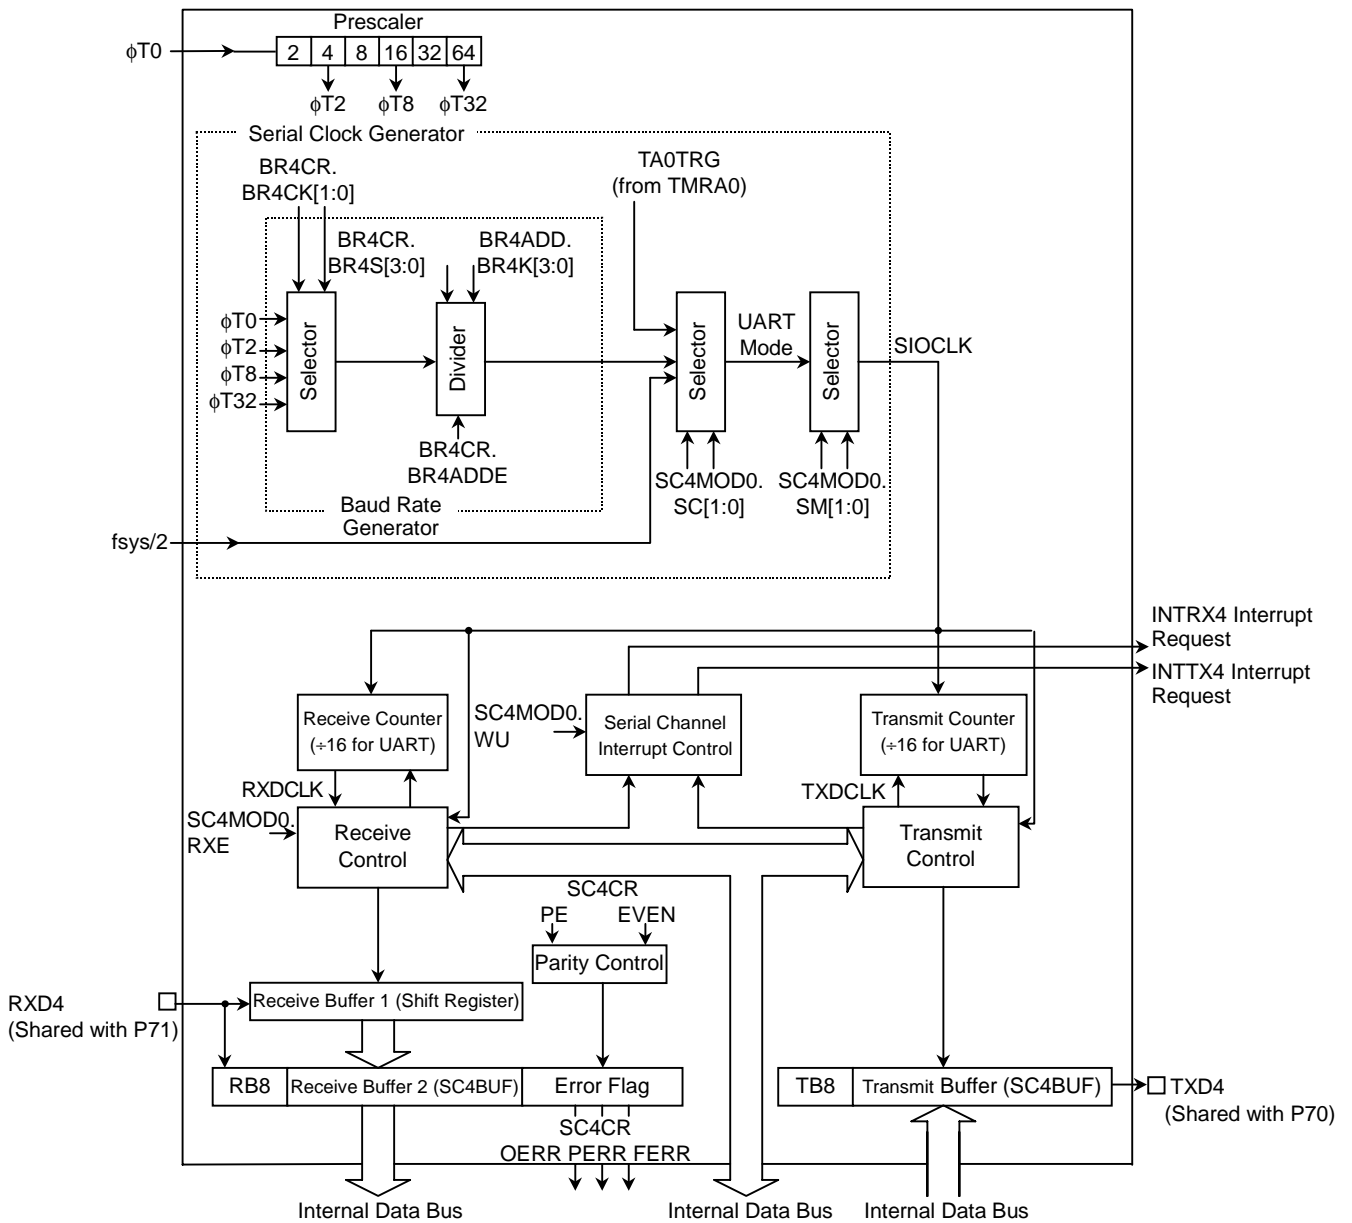 Prescaler
ϕT0
2 4 8 16 32 64
ϕT2 ϕT8 ϕT32
Serial Clock Generator
BR4CR.
BR4CK[1:0]
TA0TRG
(from TMRA0)
BR4CR.
BR4S[3:0]
BR4ADD.
BR4K[3:0]
ϕT0
ϕT2
ϕT8
ϕT32
Selector
Divider
Selector
UART
Mode
Selector
SIOCLK
BR4CR.
BR4ADDE
SC4MOD0.
SC[1:0]
SC4MOD0.
SM[1:0]
Baud Rate
Generator
fsys/2
INTRX4 Interrupt
Request
INTTX4 Interrupt
Request
Receive Counter
(÷16 for UART)
SC4MOD0.
WU
Serial Channel
Interrupt Control
Transmit Counter
(÷16 for UART)
RXDCLK
TXDCLK
SC4MOD0.
RXE
Receive
Control
Transmit
Control
SC4CR
PE EVEN
Parity Control
RXD4
(Shared with P71)
Receive Buffer 1 (Shift Register)
RB8
Receive Buffer 2 (SC4BUF)
Error Flag
TB8
Transmit Buffer (SC4BUF)
TXD4
(Shared with P70)
SC4CR
OERR PERR FERR
Internal Data Bus
Internal Data Bus
Internal Data Bus